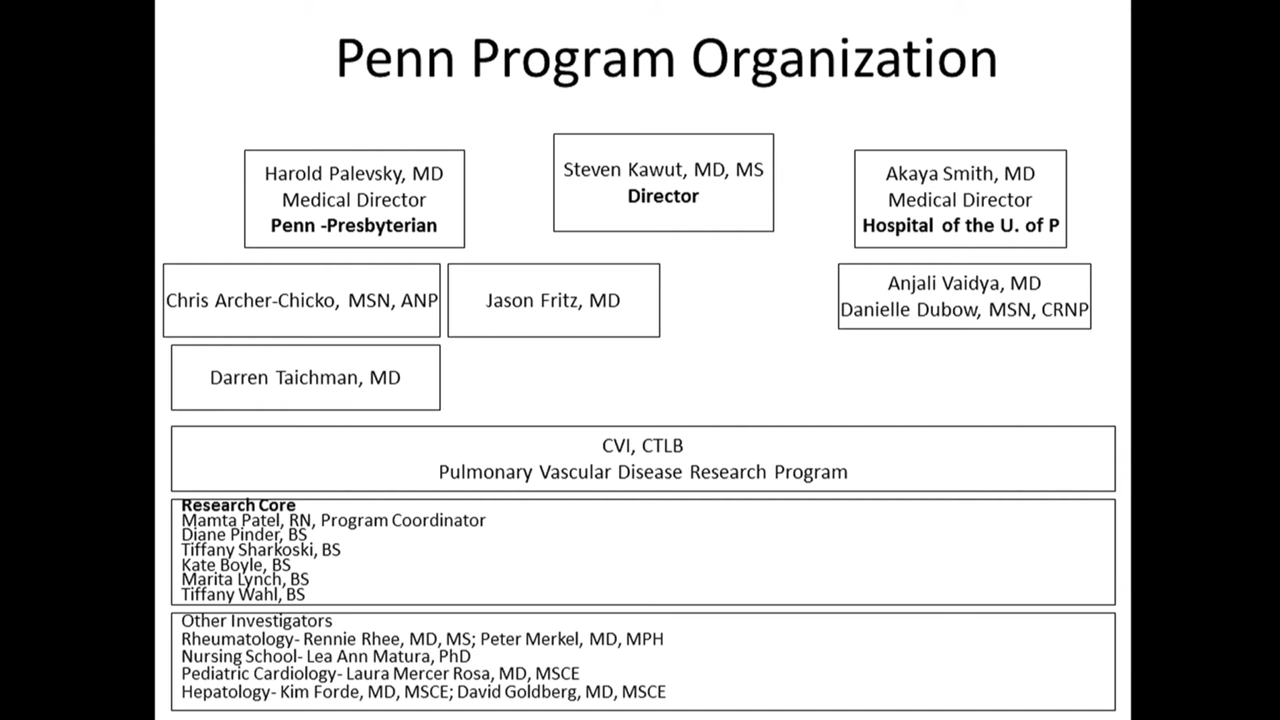 Penn Program Organization
Harold Palevsky, MD
Medical Director
Penn -Presbyterian
Steven Kawut, MD, MS
Director
Akaya Smith, MD
Medical Director
Hospital of the U. of P
Chris Archer-Chicko, MSN, ANP
Jason Fritz, MD
Anjali Vaidya, MD
Danielle Dubow, MSN, CRNP
Darren Taichman, MD
CVI, CTLB
Pulmonary Vascular Disease Research Program
Research Core
Mamta Patel, RN, Program Coordinator
Diane Pinder, BS
Tiffany Sharkoski, BS
Kate Boyle, BS
Marita Lynch, BS
Tiffany Wahl, BS
Other Investigators
Rheumatology- Rennie Rhee, MD, MS; Peter Merkel, MD, MPH
Nursing School- Lea Ann Matura, PhD
Pediatric Cardiology- Laura Mercer Rosa, MD, MSCE
Hepatology- Kim Forde, MD, MSCE; David Goldberg, MD, MSCE